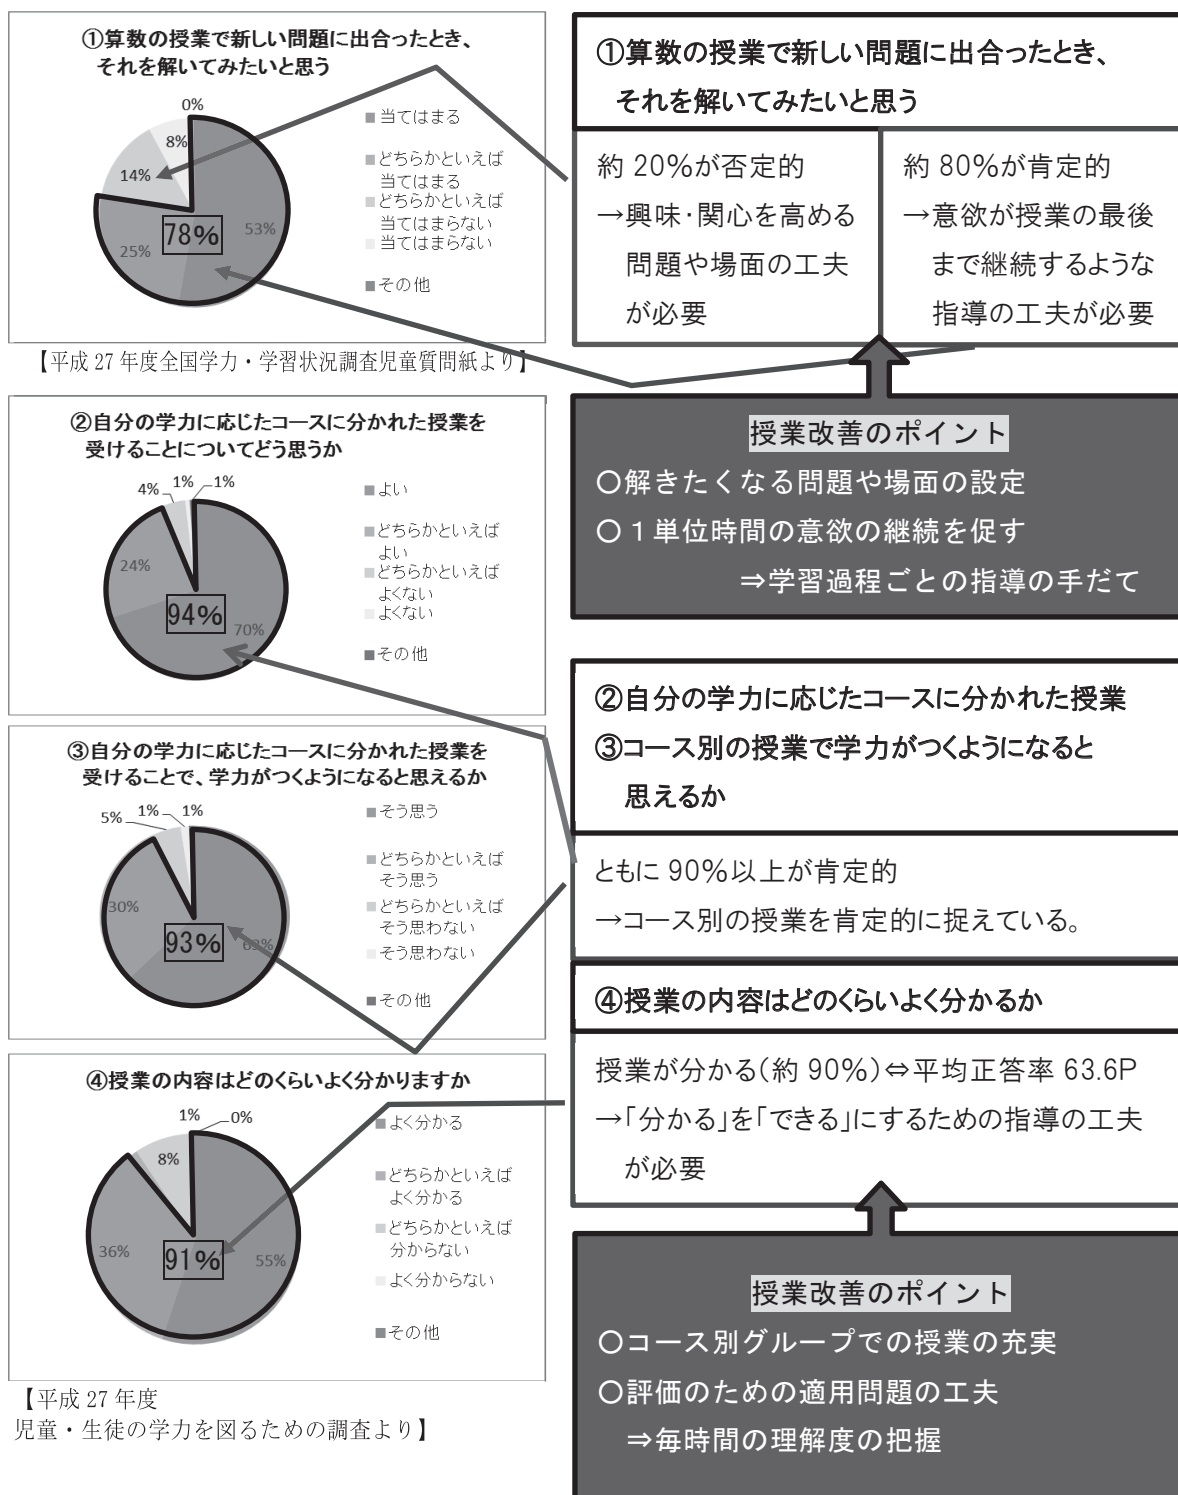 ①算数の授業で新しい問題に出合ったとき、
それを解いてみたいと思う
0%
8%
14%
25%
53%
78%
■当てはまる
■どちらかといえば
当てはまる
■どちらかといえば
当てはまらない
■当てはまらない
■その他
【平成 27 年度全国学力・学習状況調査児童質問紙より】
②自分の学力に応じたコースに分かれた授業を
受けることについてどう思うか
4%
1%
1%
24%
70%
94%
■よい
■どちらかといえば
よい
■どちらかといえば
よくない
■よくない
■その他
③自分の学力に応じたコースに分かれた授業を
受けることで、学力がつくようになると思えるか
5%
1%
1%
30%
63%
93%
■そう思う
■どちらかといえば
そう思う
■どちらかといえば
そう思わない
■そう思わない
■その他
④授業の内容はどのくらいよく分かりますか
1%
0%
8%
36%
55%
91%
■よく分かる
■どちらかといえば
よく分かる
■どちらかといえば
分からない
■よく分からない
■その他
【平成 27 年度
児童・生徒の学力を図るための調査より】
①算数の授業で新しい問題に出合ったとき、
それを解いてみたいと思う
約 20%が否定的
→興味・関心を高める
問題や場面の工夫
が必要
約 80%が肯定的
→意欲が授業の最後
まで継続するような
指導の工夫が必要
授業改善のポイント
○解きたくなる問題や場面の設定
○１単位時間の意欲の継続を促す
⇒学習過程ごとの指導の手だて
②自分の学力に応じたコースに分かれた授業
③コース別の授業で学力がつくようになると
思えるか
ともに 90%以上が肯定的
→コース別の授業を肯定的に捉えている。
④授業の内容はどのくらいよく分かるか
授業が分かる（約 90%）⇔平均正答率 63.6P
→「分かる」を「できる」にするための指導の工夫
が必要
授業改善のポイント
○コース別グループでの授業の充実
○評価のための適用問題の工夫
⇒毎時間の理解度の把握